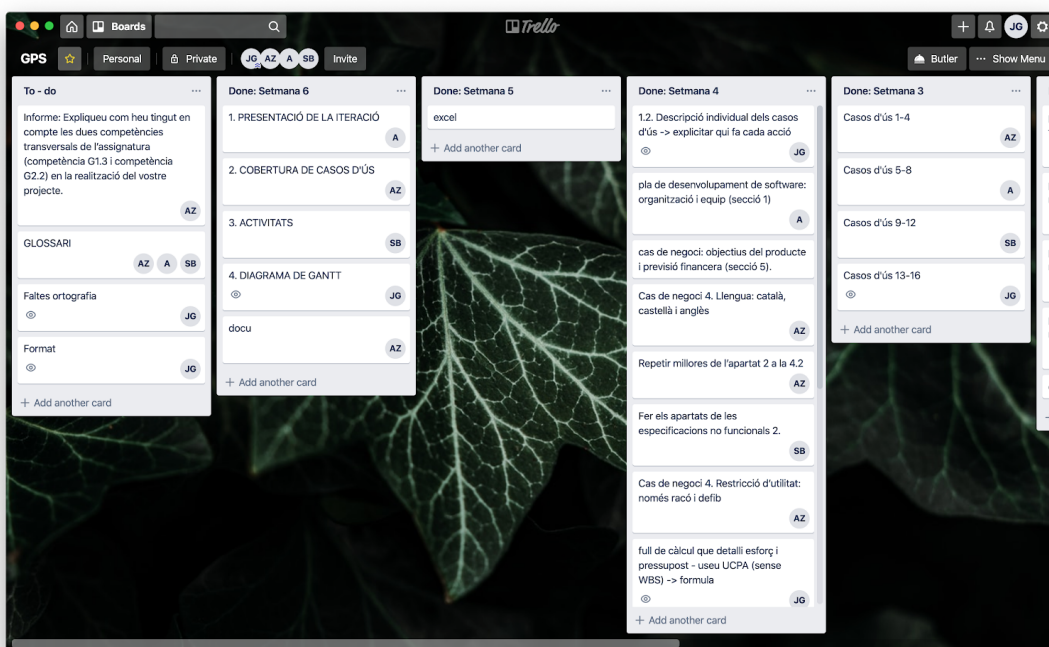 Boards
Trello
JG
GPS
Personal
Private
JG AZ A SB
Invite
Butler
... Show Menu
To - do
Informe: Expliqueu com heu tingut en
compte les dues competències
transversals de l'assignatura
(competència G1.3 i competència
G2.2) en la realització del vostre
projecte.
AZ
GLOSSARI
AZ A SB
Faltes ortografia
JG
Format
JG
+ Add another card
Done: Setmana 6
1. PRESENTACIÓ DE LA ITERACIÓ
A
2. COBERTURA DE CASOS D'ÚS
AZ
3. ACTIVITATS
SB
4. DIAGRAMA DE GANTT
JG
docu
AZ
+ Add another card
Done: Setmana 5
excel
+ Add another card
Done: Setmana 4
1.2. Descripció individual dels casos
d'ús -> explicitar qui fa cada acció
JG
pla de desenvolupament de software:
organització i equip (secció 1)
A
cas de negoci: objectius del producte
i previsió financera (secció 5).
Cas de negoci 4. Llengua: català,
castellà i anglès
AZ
Repetir millores de l'apartat 2 a la 4.2
AZ
Fer els apartats de les
especificacions no funcionals 2.
SB
Cas de negoci 4. Restricció d'utilitat:
només racó i defib
AZ
full de càlcul que detalli esforç i
pressupost - useu UCPA (sense
WBS) -> formula
JG
+ Add another card
Done: Setmana 3
Casos d'ús 1-4
AZ
Casos d'ús 5-8
A
Casos d'ús 9-12
SB
Casos d'ús 13-16
JG
+ Add another card